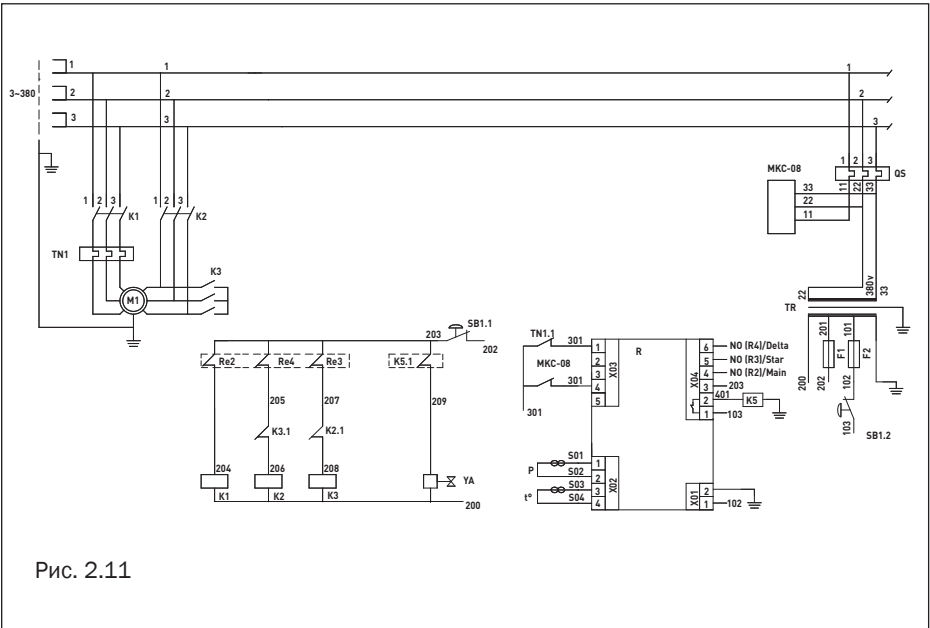 1
1
1
3~380
2
2
2
3
3
3
1 2 3
QS
MKC-08
33
11 22 33
22
11
1 2 3
K1
1 2 3
K2
TN1
K3
M1
380v
22
33
TR
SB1.1
203
202
TN1.1
301
1
R
6
NO (R4)/Delta
201
101
F1
F2
Re2
Re4
Re3
K5.1
MKC-08
2
X03
X04
5
NO (R3)/Star
3
4
NO (R2)/Main
301
4
3
203
200
202
102
205
207
209
5
2
401
K5
301
1
103
103
SB1.2
K3.1
K2.1
S01
1
P
S02
2
X02
204
206
208
YA
S03
3
X01
2
t°
S04
4
1
102
K1
K2
K3
200
Рис. 2.11